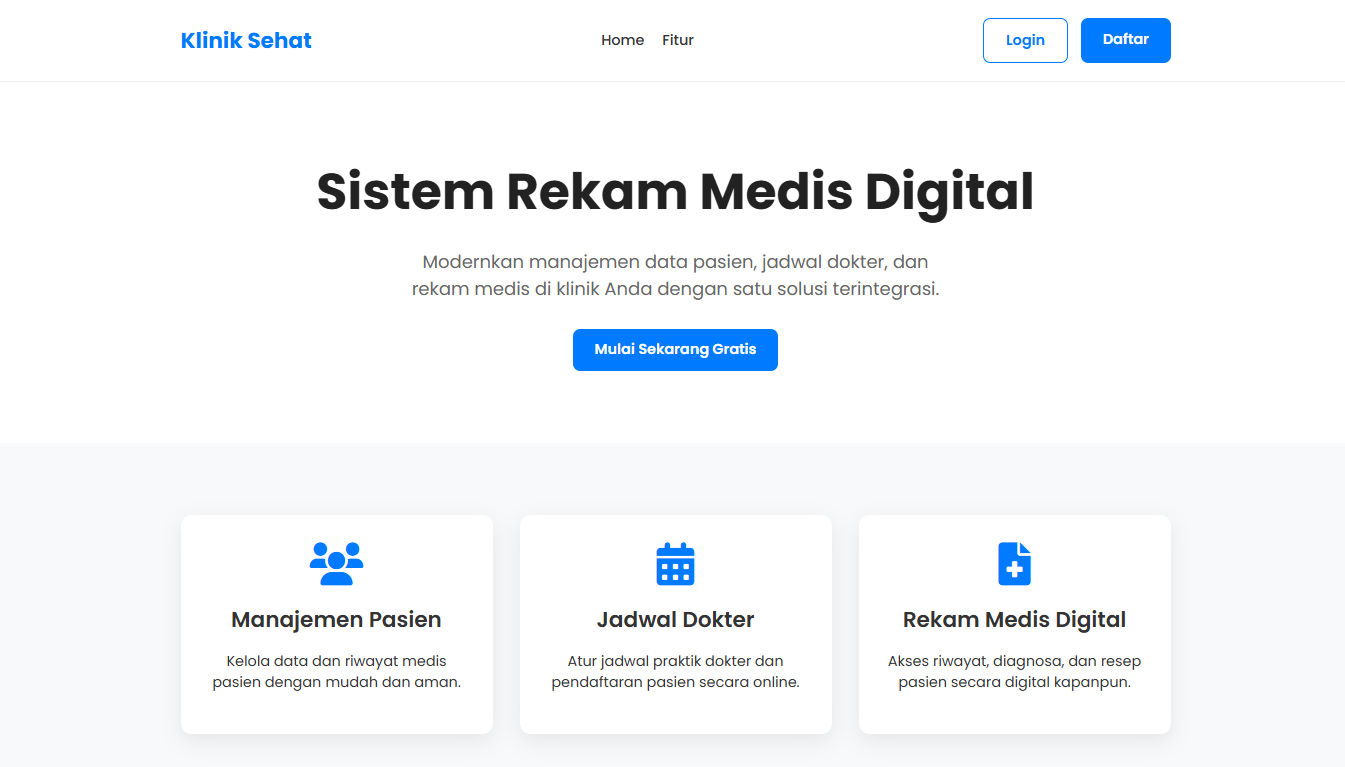 Klinik Sehat
Home
Fitur
Login
Daftar
Sistem Rekam Medis Digital
Modernkan manajemen data pasien, jadwal dokter, dan
rekam medis di klinik Anda dengan satu solusi terintegrasi.
Mulai Sekarang Gratis
Manajemen Pasien
Kelola data dan riwayat medis
pasien dengan mudah dan aman.
Jadwal Dokter
Atur jadwal praktik dokter dan
pendaftaran pasien secara online.
Rekam Medis Digital
Akses riwayat, diagnosa, dan resep
pasien secara digital kapanpun.